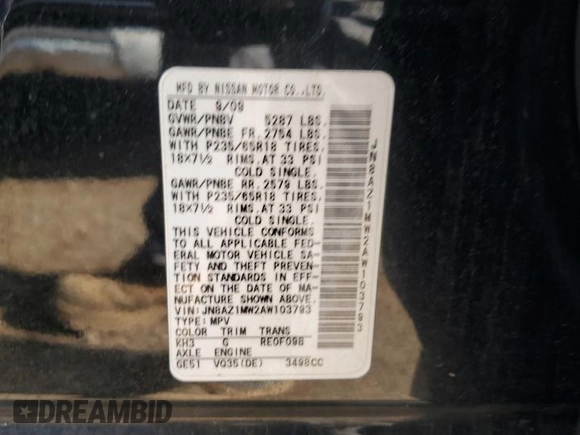 MFD BY NISSAN MOTOR CO.,LTD.
DATE 9/09
GVWR/PNBV 5287 LBS.
GAWR/PNBE FR. 2754 LBS.
WITH P235/65R18 TIRES,
18×7½ RIMS,AT 33 PSI
COLD SINGLE.
GAWR/PNBE RR. 2579 LBS.
WITH P235/65R18 TIRES,
18×7½ RIMS,AT 33 PSI
COLD SINGLE.
THIS VEHICLE CONFORMS
TO ALL APPLICABLE FED-
ERAL MOTOR VEHICLE SA-
FETY AND THEFT PREVEN-
TION STANDARDS IN EFF-
ECT ON THE DATE OF MA-
NUFACTURE SHOWN ABOVE.
VIN:JN8AZ1MW2AW103793
TYPE: MPV
COLOR TRIM TRANS
KH3 G RE0F09B
AXLE ENGINE
GE51 VQ35(DE) 3498CC
JN8AZ1MW2AW103793
DREAMBID